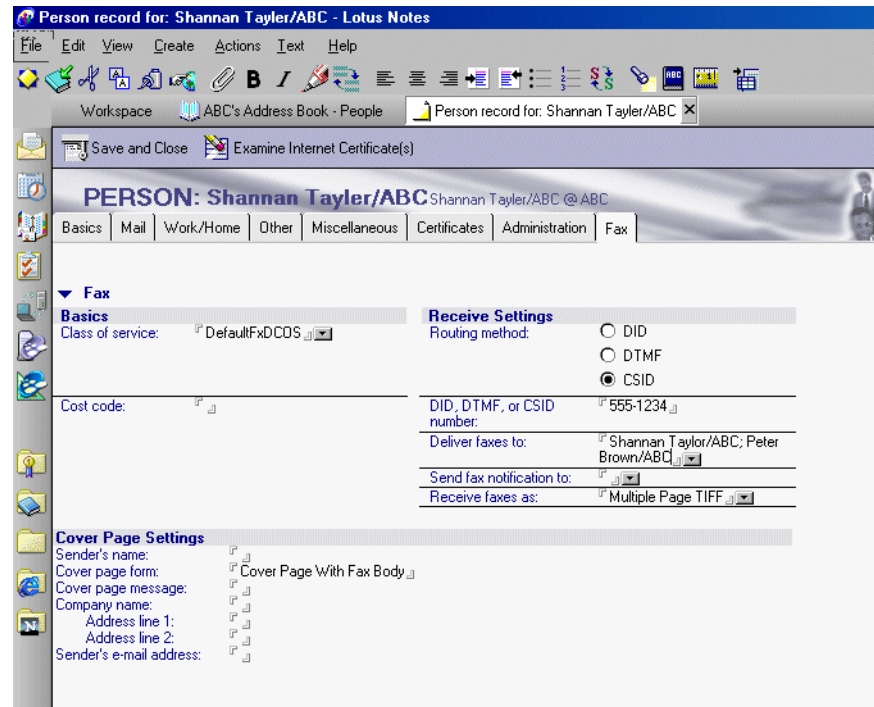 Person record for: Shannan Tayler/ABC - Lotus Notes
File Edit View Create Actions Text Help
B I ABC
Workspace ABC's Address Book - People Person record for: Shannan Tayler/ABC
Save and Close Examine Internet Certificate(s)
PERSON: Shannan Tayler/ABC Shannan Tayler/ABC @ ABC
Basics Mail Work/Home Other Miscellaneous Certificates Administration Fax
Fax
Basics Receive Settings
Class of service: DefaultFxDCOS Routing method: DID
DTMF
CSID
Cost code: DID, DTMF, or CSID 555-1234
number:
Deliver faxes to: Shannan Taylor/ABC; Peter
Brown/ABC
Send fax notification to:
Receive faxes as: Multiple Page TIFF
Cover Page Settings
Sender's name:
Cover page form: Cover Page With Fax Body
Cover page message:
Company name:
Address line 1:
Address line 2:
Sender's e-mail address:
N